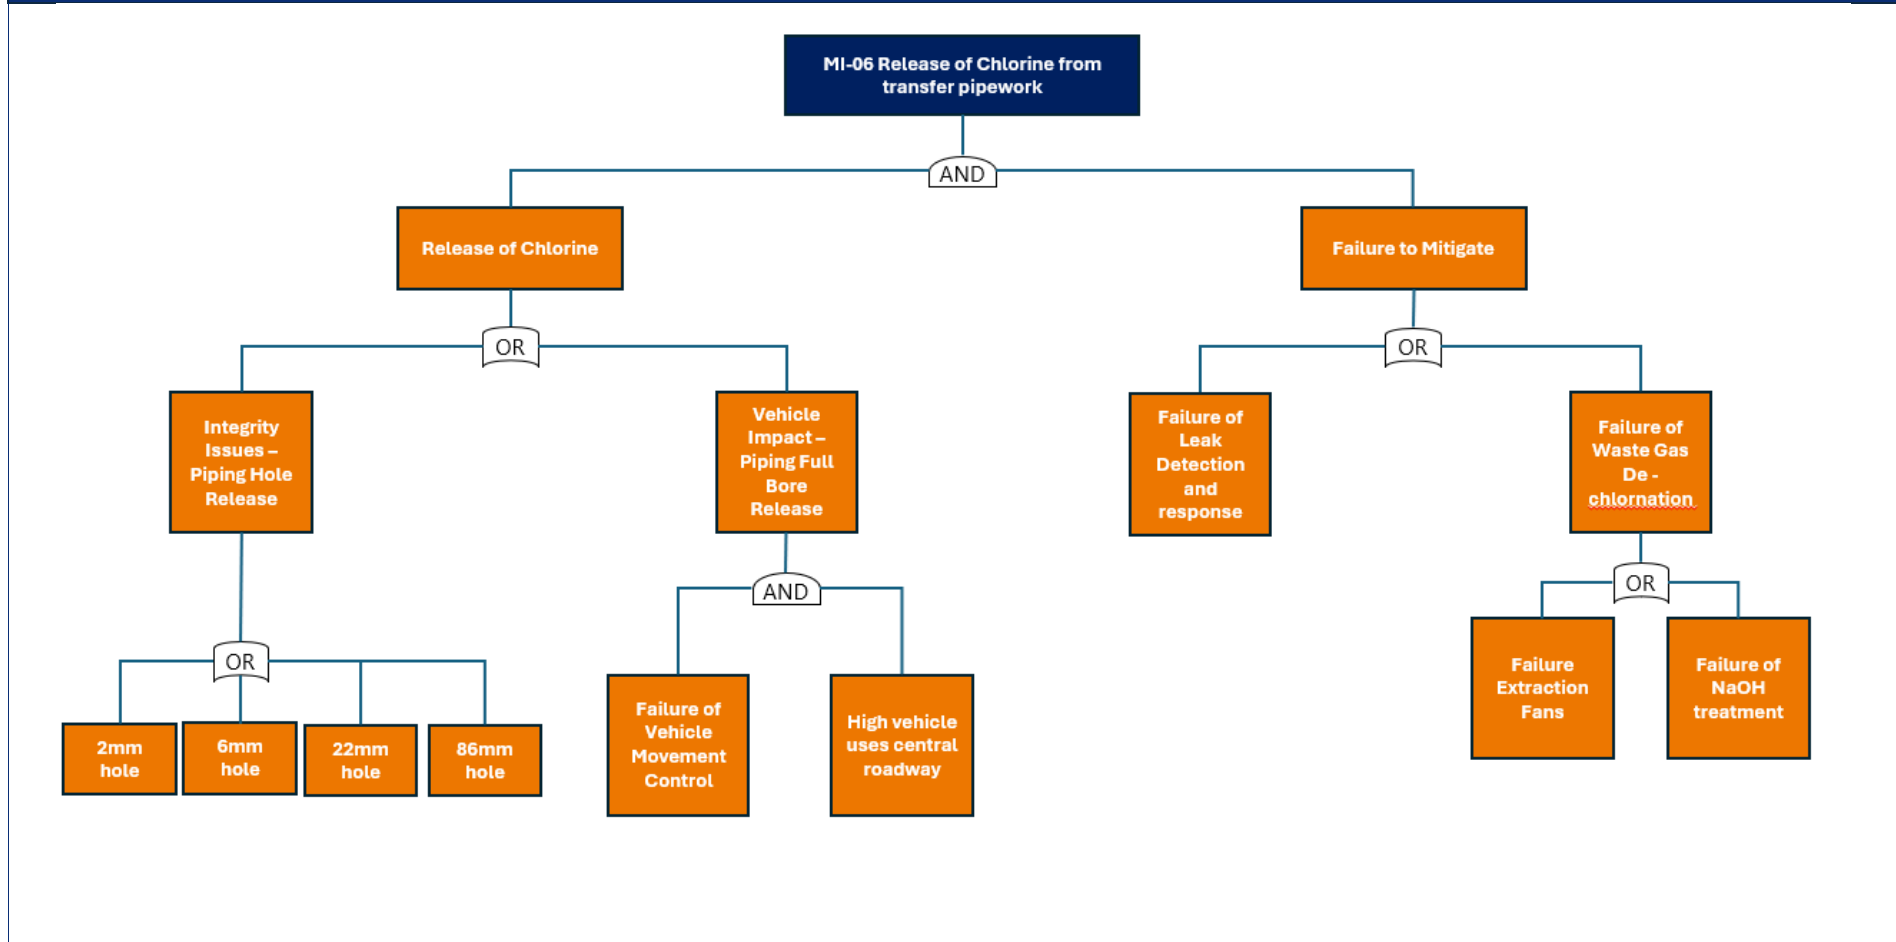 MI-06 Release of Chlorine from
transfer pipework
AND
Release of Chlorine
Failure to Mitigate
OR
OR
Integrity
Issues –
Piping Hole
Release
Vehicle
Impact –
Piping Full
Bore
Release
Failure of
Leak
Detection
and
response
Failure of
Waste Gas
De -
chlornation
AND
OR
OR
2mm
hole
6mm
hole
22mm
hole
86mm
hole
Failure of
Vehicle
Movement
Control
High vehicle
uses central
roadway
Failure
Extraction
Fans
Failure of
NaOH
treatment